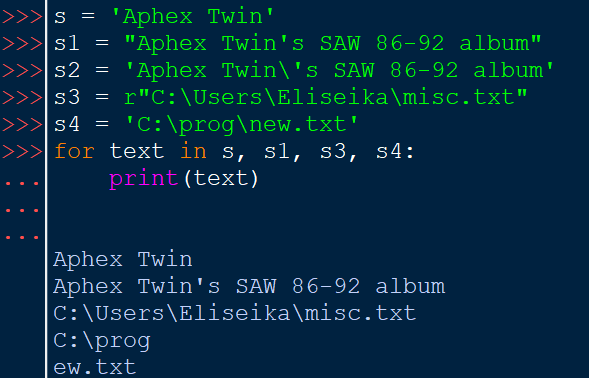 >>> s = 'Aphex Twin'
>>> s1 = "Aphex Twin's SAW 86-92 album"
>>> s2 = 'Aphex Twin\'s SAW 86-92 album'
>>> s3 = r"C:\Users\Eliseika\misc.txt"
>>> s4 = 'C:\prog\new.txt'
>>> for text in s, s1, s3, s4:
...     print(text)
...
...
Aphex Twin
Aphex Twin's SAW 86-92 album
C:\Users\Eliseika\misc.txt
C:\prog
ew.txt